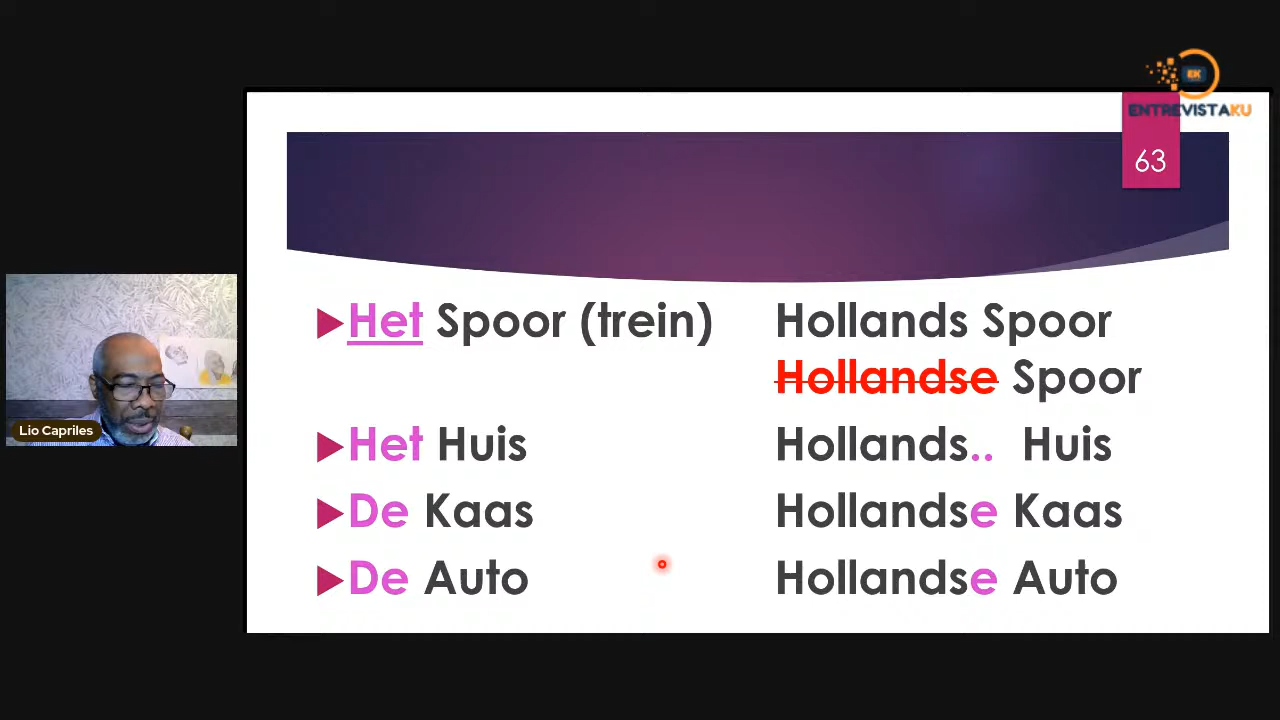 EK
ENTREVISTAKU
63
Het Spoor (trein) Hollands Spoor
Hollandse Spoor
Het Huis Hollands.. Huis
De Kaas Hollandse Kaas
De Auto Hollandse Auto
Lio Capriles